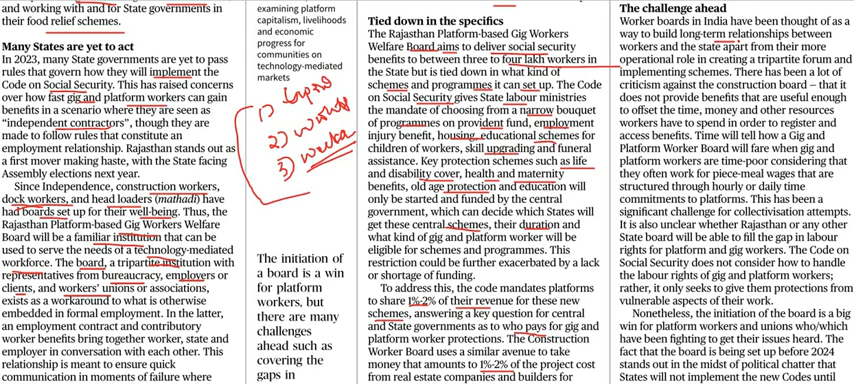 and working with and for State governments in
their food relief schemes.
Many States are yet to act
In 2023, many State governments are yet to pass
rules that govern how they will implement the
Code on Social Security. This has raised concerns
over how fast gig and platform workers can gain
benefits in a scenario where they are seen as
“independent contractors”, though they are
made to follow rules that constitute an
employment relationship. Rajasthan stands out as
a first mover making haste, with the State facing
Assembly elections next year.
Since Independence, construction workers,
dock workers, and head loaders (mathadi) have
had boards set up for their well-being. Thus, the
Rajasthan Platform-based Gig Workers Welfare
Board will be a familiar institution that can be
used to serve the needs of a technology-mediated
workforce. The board, a tripartite institution with
representatives from bureaucracy, employers or
clients, and workers’ unions or associations,
exists as a workaround to what is otherwise
embedded in formal employment. In the latter,
an employment contract and contributory
worker benefits bring together worker, state and
employer in conversation with each other. This
relationship is meant to ensure quick
communication in moments of failure where
examining platform
capitalism, livelihoods
and economic
progress for
communities on
technology-mediated
markets
1)
2)
3)
The initiation of
a board is a win
for platform
workers, but
there are many
challenges
ahead such as
covering the
gaps in
Tied down in the specifics
The Rajasthan Platform-based Gig Workers
Welfare Board aims to deliver social security
benefits to between three to four lakh workers in
the State but is tied down in what kind of
schemes and programmes it can set up. The Code
on Social Security gives State labour ministries
the mandate of choosing from a narrow bouquet
of programmes on provident fund, employment
injury benefit, housing, educational schemes for
children of workers, skill upgrading and funeral
assistance. Key protection schemes such as life
and disability cover, health and maternity
benefits, old age protection and education will
only be started and funded by the central
government, which can decide which States will
get these central schemes, their duration and
what kind of gig and platform worker will be
eligible for schemes and programmes. This
restriction could be further exacerbated by a lack
or shortage of funding.
To address this, the code mandates platforms
to share 1%-2% of their revenue for these new
schemes, answering a key question for central
and State governments as to who pays for gig and
platform worker protections. The Construction
Worker Board uses a similar avenue to take
money that amounts to 1%-2% of the project cost
from real estate companies and builders for
The challenge ahead
Worker boards in India have been thought of as a
way to build long-term relationships between
workers and the state apart from their more
operational role in creating a tripartite forum and
implementing schemes. There has been a lot of
criticism against the construction board – that it
does not provide benefits that are useful enough
to offset the time, money and other resources
workers have to spend in order to register and
access benefits. Time will tell how a Gig and
Platform Worker Board will fare when gig and
platform workers are time-poor considering that
they often work for piece-meal wages that are
structured through hourly or daily time
commitments to platforms. This has been a
significant challenge for collectivisation attempts.
It is also unclear whether Rajasthan or any other
State board will be able to fill the gap in labour
rights for platform and gig workers. The Code on
Social Security does not consider how to handle
the labour rights of gig and platform workers;
rather, it only seeks to give them protections from
vulnerable aspects of their work.
Nonetheless, the initiation of the board is a big
win for platform workers and unions who/which
have been fighting to get their issues heard. The
fact that the board is being set up before 2024
stands out in the midst of political chatter that
States will not implement the new Codes until